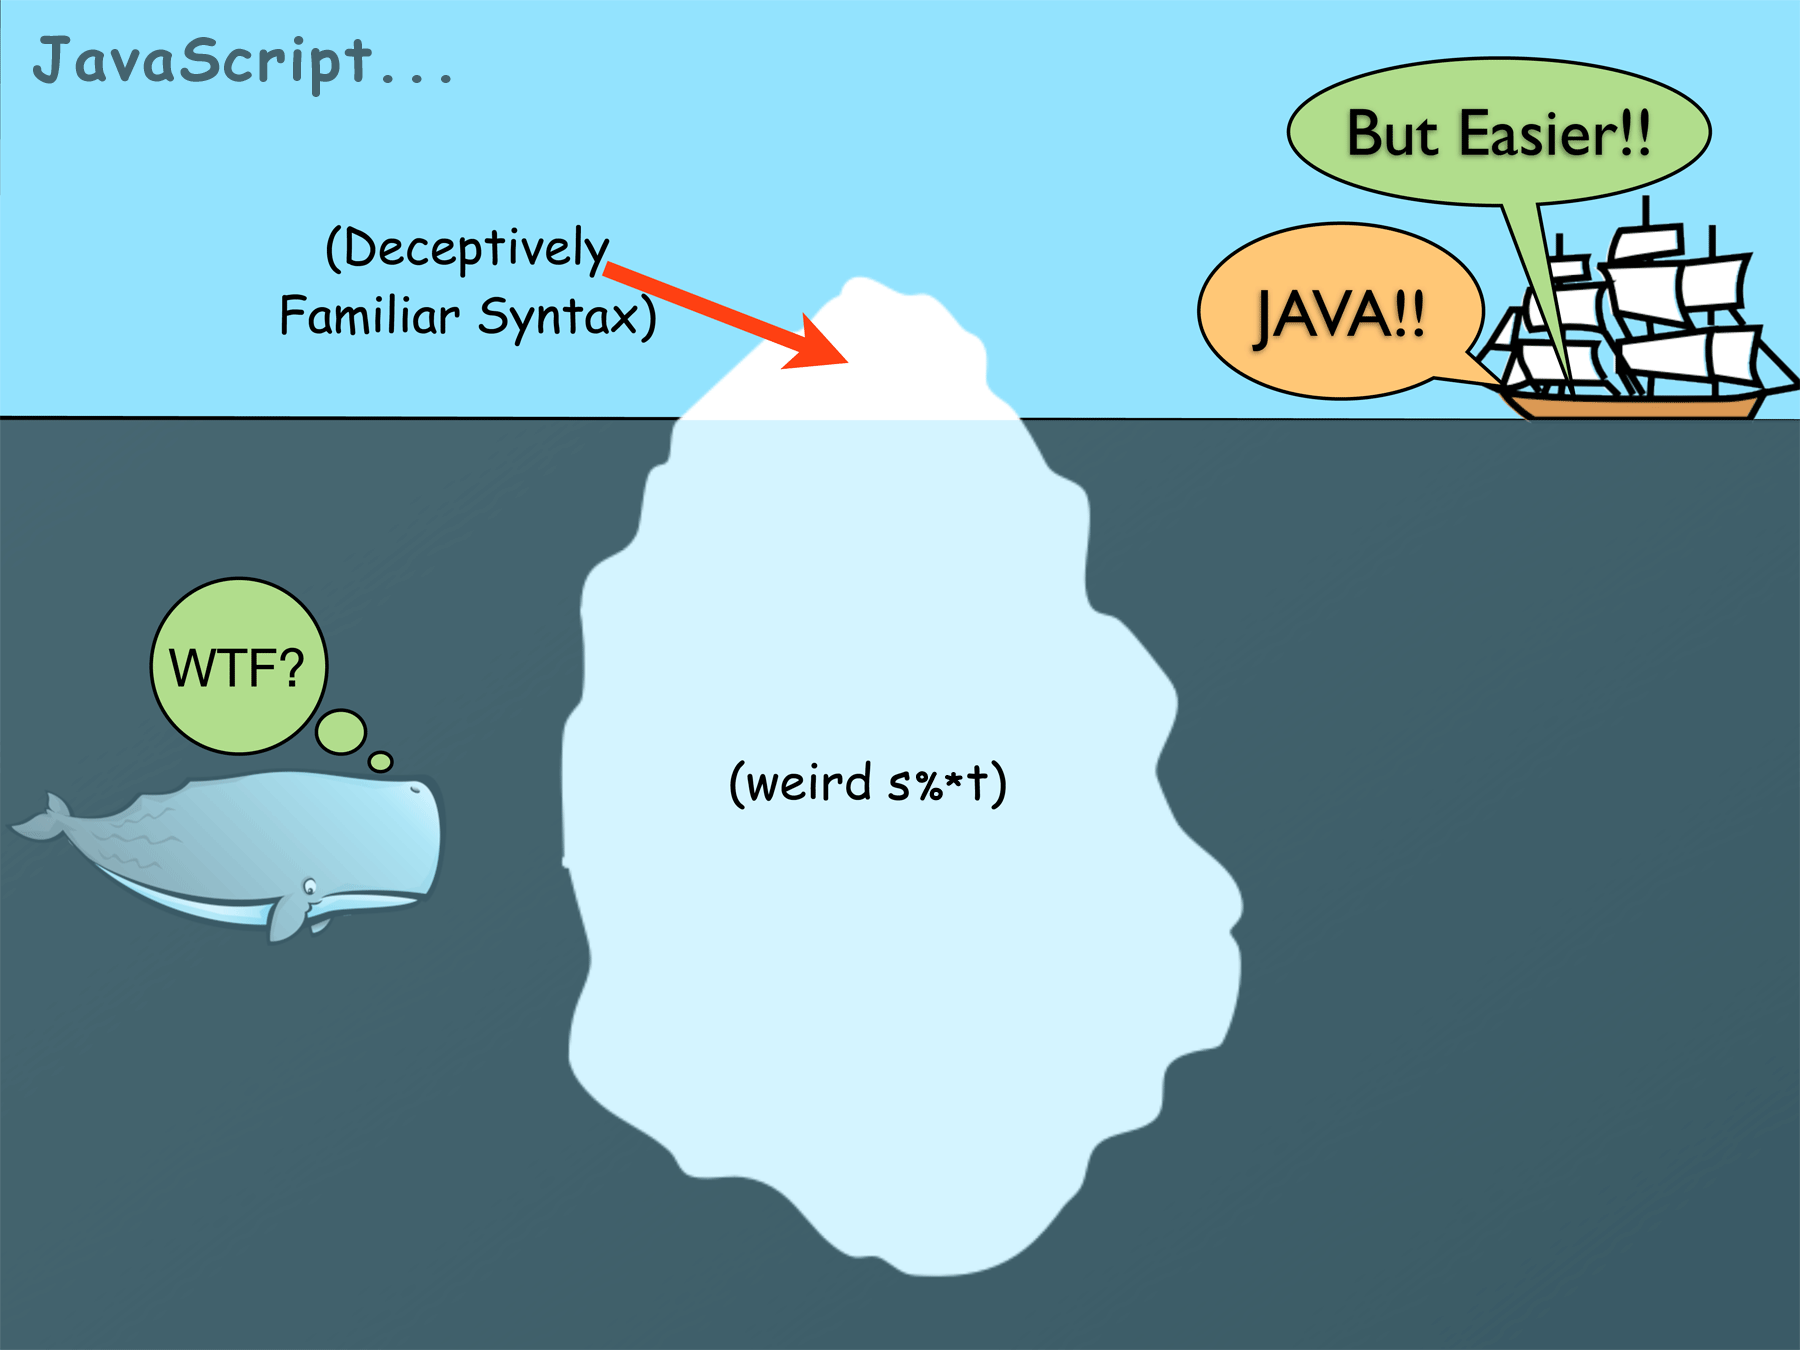 JavaScript...
But Easier!!
(Deceptively
Familiar Syntax)
JAVA!!
WTF?
(weird s%*t)